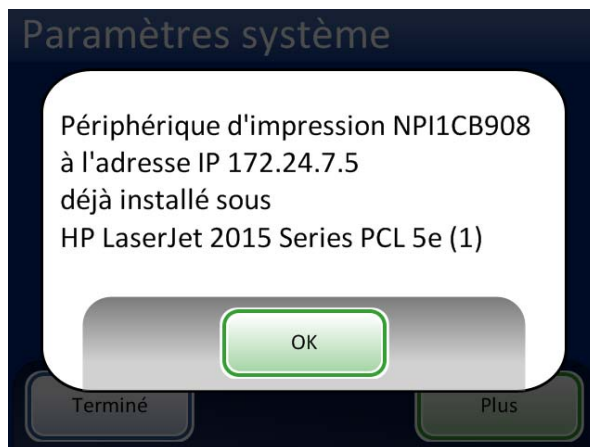 Paramètres système
Périphérique d'impression NPI1CB908
à l'adresse IP 172.24.7.5
déjà installé sous
HP LaserJet 2015 Series PCL 5e (1)
OK
Terminé
Plus